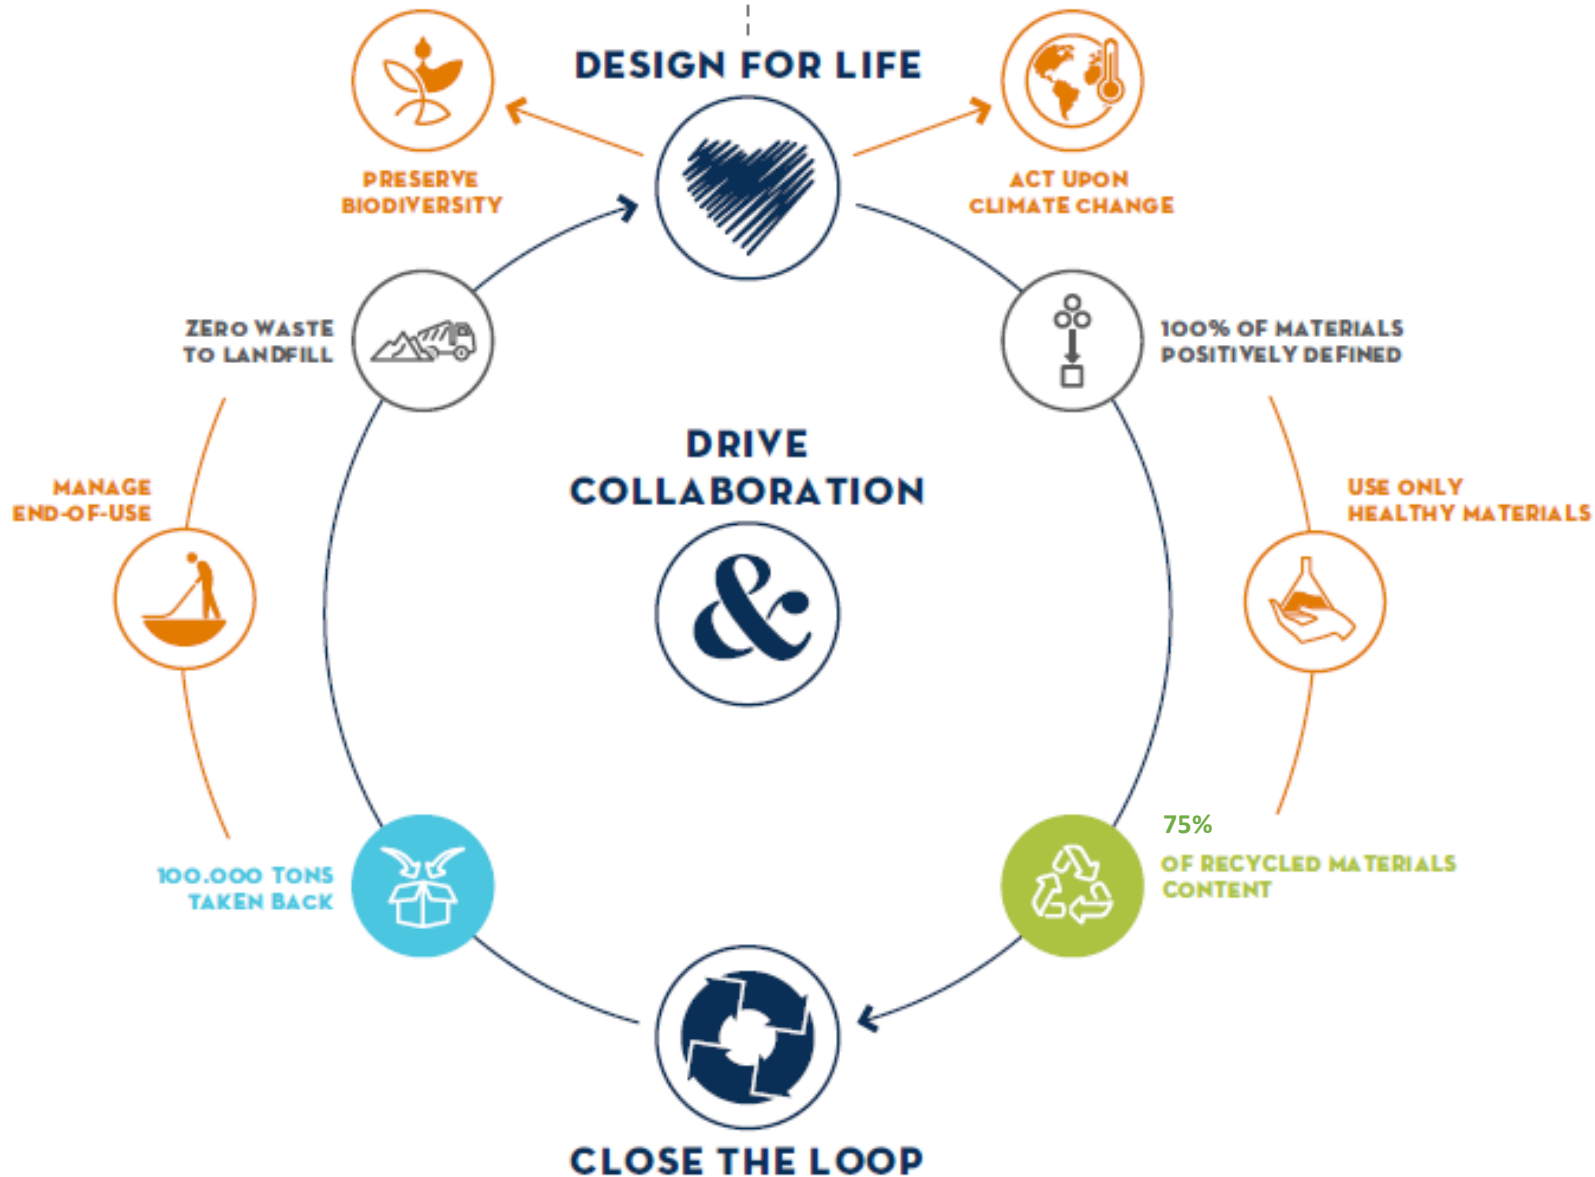 DESIGN FOR LIFE
PRESERVE
BIODIVERSITY
ACT UPON
CLIMATE CHANGE
ZERO WASTE
TO LANDFILL
100% OF MATERIALS
POSITIVELY DEFINED
DRIVE
COLLABORATION
&
MANAGE
END-OF-USE
USE ONLY
HEALTHY MATERIALS
100.000 TONS
TAKEN BACK
75%
OF RECYCLED MATERIALS
CONTENT
CLOSE THE LOOP